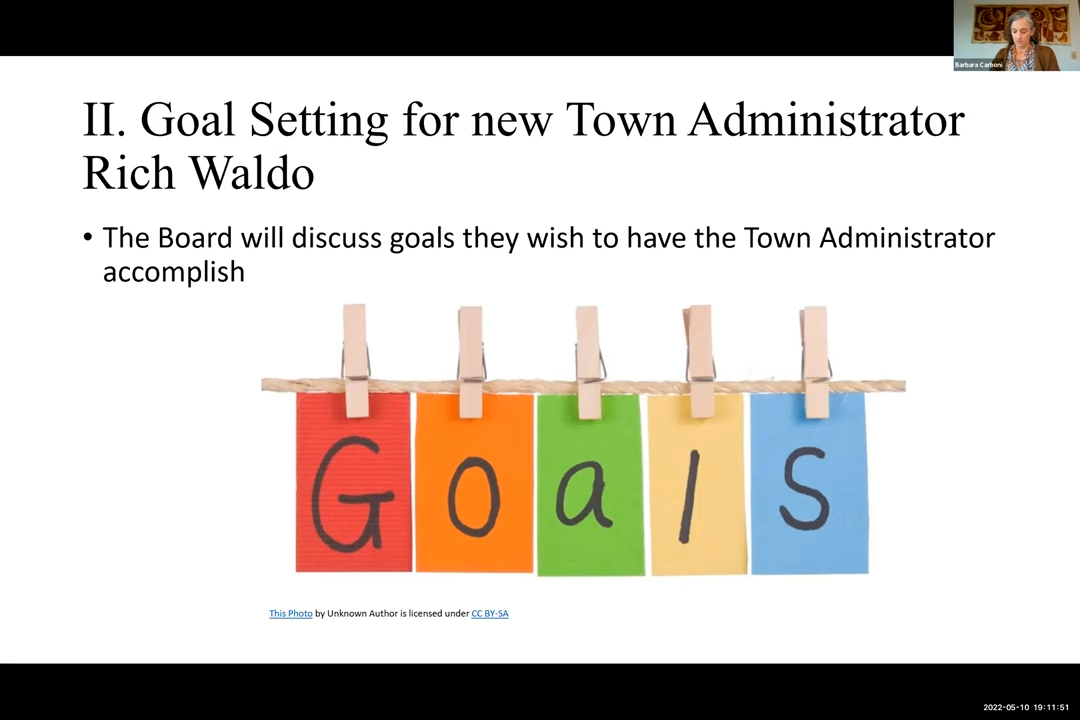 Barbara Carboni
II. Goal Setting for new Town Administrator
Rich Waldo
• The Board will discuss goals they wish to have the Town Administrator
accomplish
Goals
This Photo by Unknown Author is licensed under CC BY-SA
2022-05-10 19:11:51